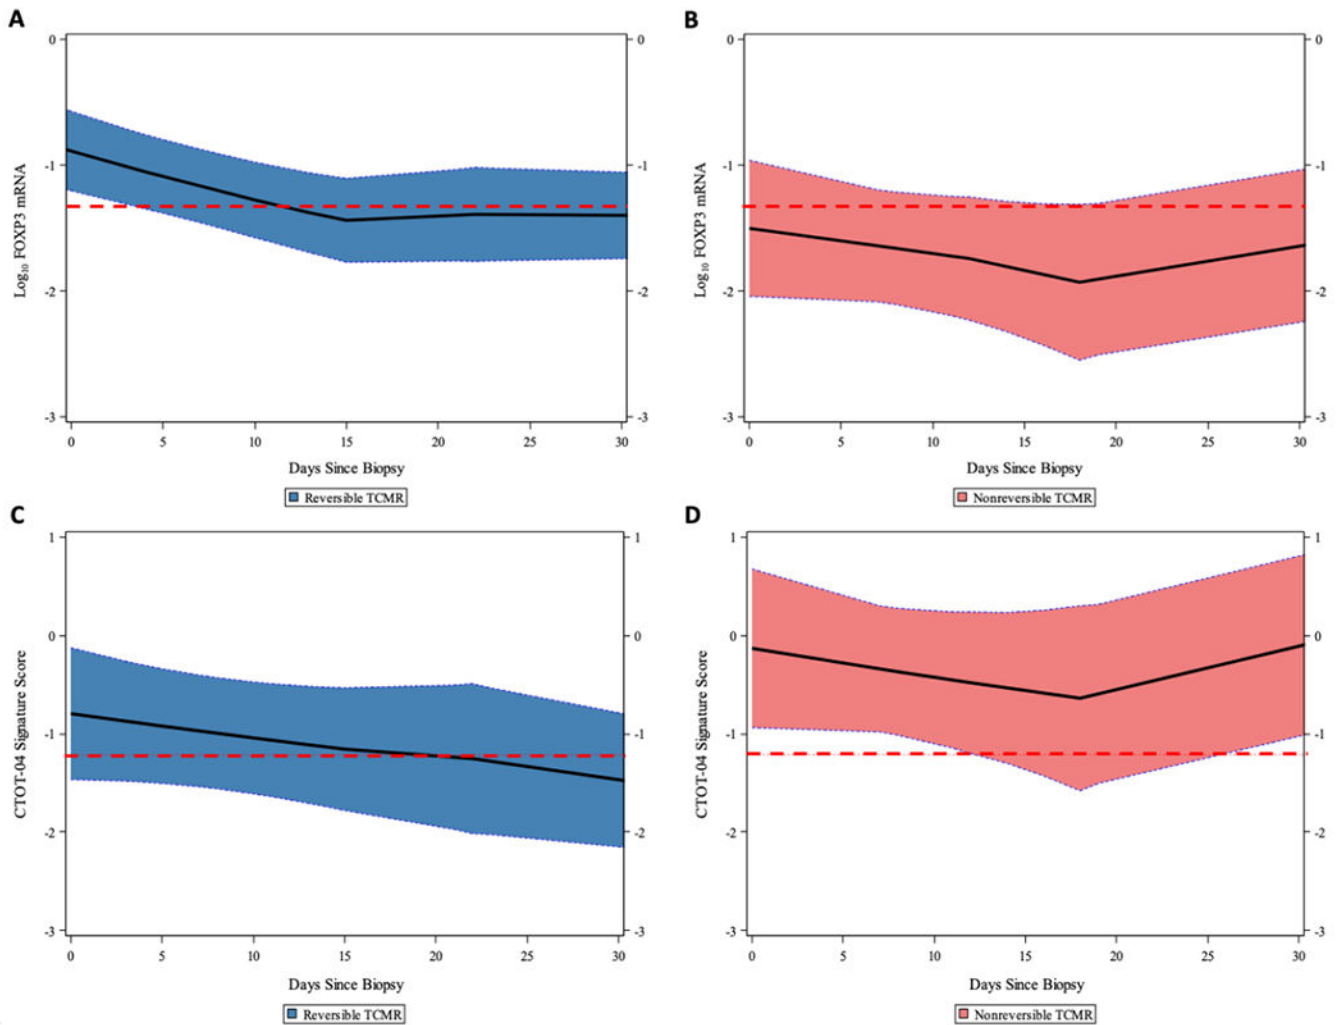 A
B
0
-1
-2
-3
0
-1
-2
-3
Log10 FOXP3 mRNA
0 5 10 15 20 25 30
Days Since Biopsy
Reversible TCMR
0
-1
-2
-3
0
-1
-2
-3
Log10 FOXP3 mRNA
0 5 10 15 20 25 30
Days Since Biopsy
Nonreversible TCMR
C
D
1
0
-1
-2
-3
1
0
-1
-2
-3
CTOT-04 Signature Score
0 5 10 15 20 25 30
Days Since Biopsy
Reversible TCMR
1
0
-1
-2
-3
1
0
-1
-2
-3
CTOT-04 Signature Score
0 5 10 15 20 25 30
Days Since Biopsy
Nonreversible TCMR